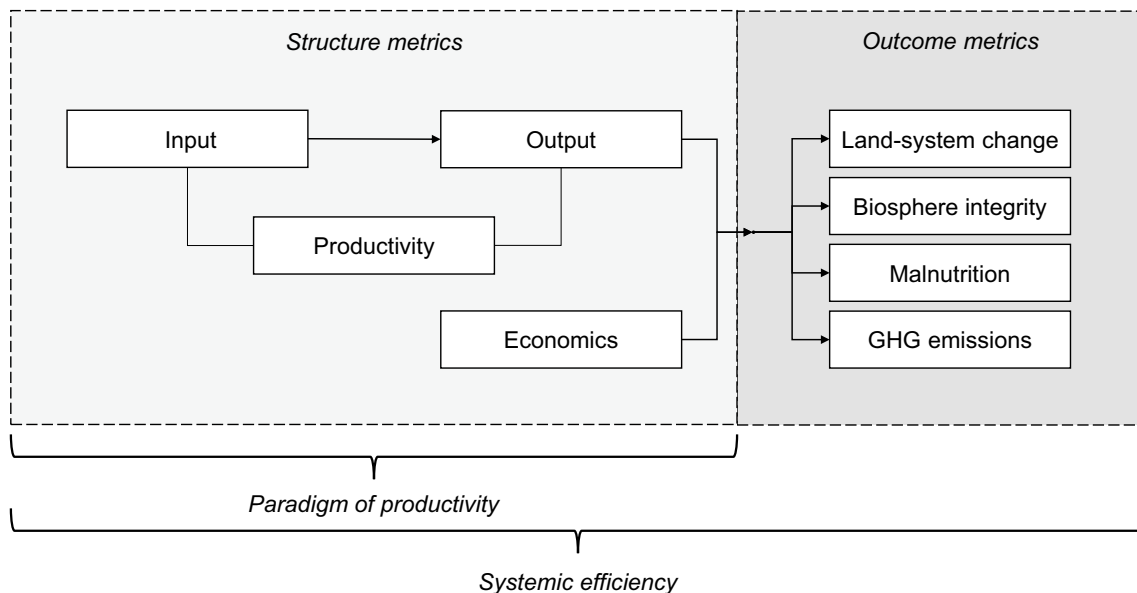 Structure metrics
Outcome metrics
Input
Output
Productivity
Economics
Land-system change
Biosphere integrity
Malnutrition
GHG emissions
Paradigm of productivity
Systemic efficiency